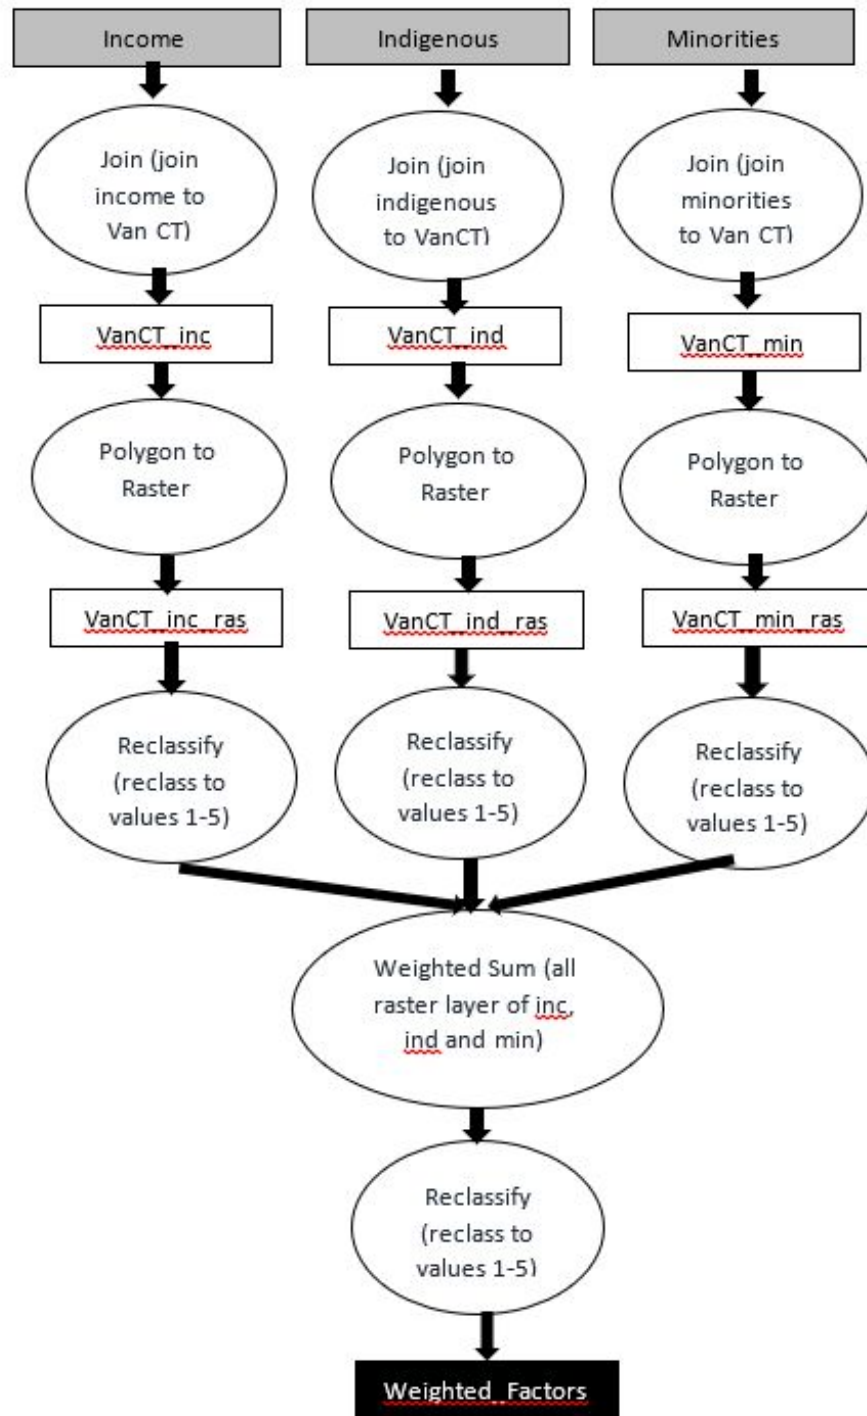 Income
Indigenous
Minorities
Join (join
income to
Van CT)
Join (join
indigenous
to VanCT)
Join (join
minorities
to Van CT)
VanCT_inc
VanCT_ind
VanCT_min
Polygon to
Raster
Polygon to
Raster
Polygon to
Raster
VanCT_inc_ras
VanCT_ind_ras
VanCT_min_ras
Reclassify
(reclass to
values 1-5)
Reclassify
(reclass to
values 1-5)
Reclassify
(reclass to
values 1-5)
Weighted Sum (all
raster layer of inc,
ind and min)
Reclassify
(reclass to
values 1-5)
Weighted_Factors